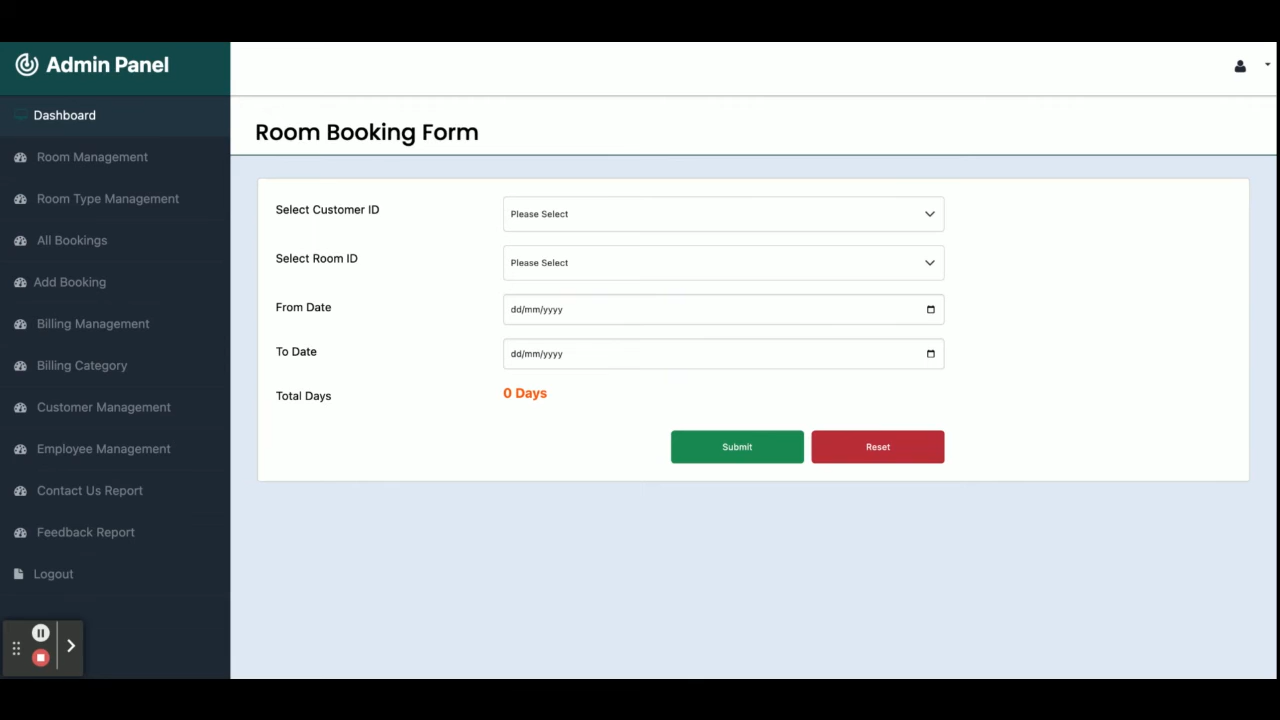 Admin Panel
Dashboard
Room Management
Room Type Management
All Bookings
Add Booking
Billing Management
Billing Category
Customer Management
Employee Management
Contact Us Report
Feedback Report
Logout
Room Booking Form
Select Customer ID
Please Select
Select Room ID
Please Select
From Date
dd/mm/yyyy
To Date
dd/mm/yyyy
Total Days
0 Days
Submit
Reset